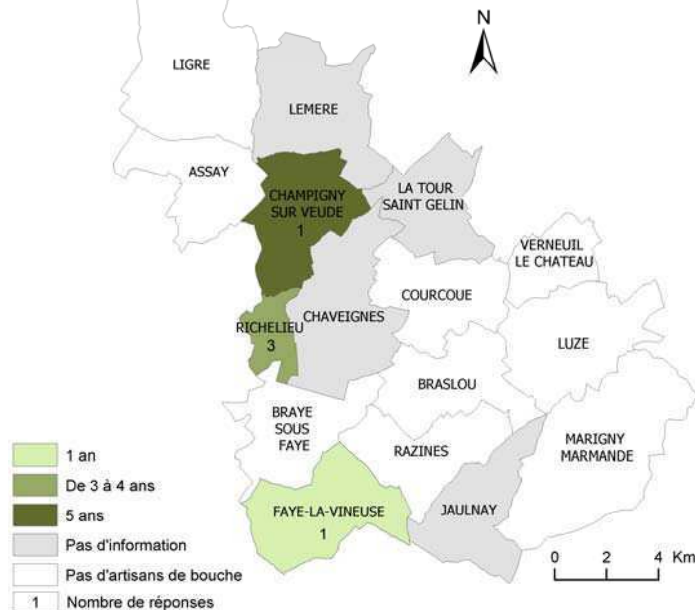 N
LIGRE
LEMERE
ASSAY
LA TOUR
SAINT GELIN
CHAMPIGNY
SUR VEUDE
1
VERNEUIL
LE CHATEAU
COURCOUE
CHAVEIGNES
RICHELIEU
3
LUZE
BRASLOU
BRAYE
SOUS
FAYE
RAZINES
MARIGNY
MARMANDE
FAYE-LA-VINEUSE
1
JAULNAY
1 an
De 3 à 4 ans
5 ans
Pas d'information
Pas d'artisans de bouche
1 Nombre de réponses
0 2 4 Km